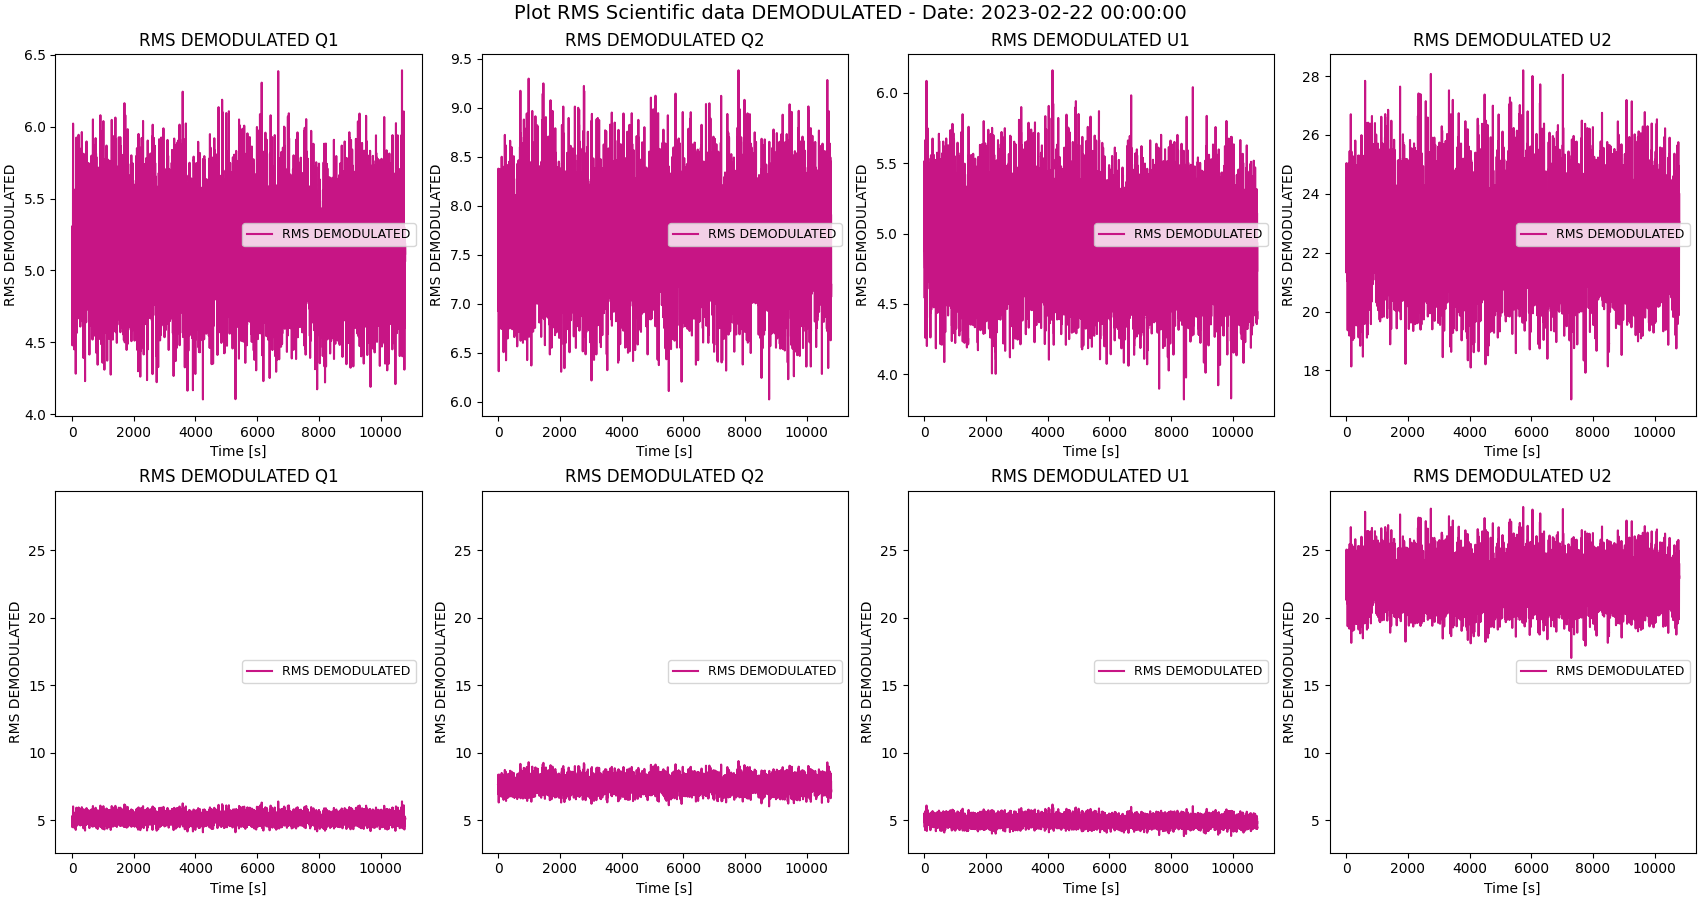 Plot RMS Scientific data DEMODULATED - Date: 2023-02-22 00:00:00
RMS DEMODULATED Q1
RMS DEMODULATED
6.5
6.0
5.5
5.0
4.5
4.0
RMS DEMODULATED
0 2000 4000 6000 8000 10000
Time [s]
RMS DEMODULATED Q2
RMS DEMODULATED
9.5
9.0
8.5
8.0
7.5
7.0
6.5
6.0
RMS DEMODULATED
0 2000 4000 6000 8000 10000
Time [s]
RMS DEMODULATED U1
RMS DEMODULATED
6.0
5.5
5.0
4.5
4.0
RMS DEMODULATED
0 2000 4000 6000 8000 10000
Time [s]
RMS DEMODULATED U2
RMS DEMODULATED
28
26
24
22
20
18
RMS DEMODULATED
0 2000 4000 6000 8000 10000
Time [s]
RMS DEMODULATED Q1
RMS DEMODULATED
25
20
15
10
5
RMS DEMODULATED
0 2000 4000 6000 8000 10000
Time [s]
RMS DEMODULATED Q2
RMS DEMODULATED
25
20
15
10
5
RMS DEMODULATED
0 2000 4000 6000 8000 10000
Time [s]
RMS DEMODULATED U1
RMS DEMODULATED
25
20
15
10
5
RMS DEMODULATED
0 2000 4000 6000 8000 10000
Time [s]
RMS DEMODULATED U2
RMS DEMODULATED
25
20
15
10
5
RMS DEMODULATED
0 2000 4000 6000 8000 10000
Time [s]